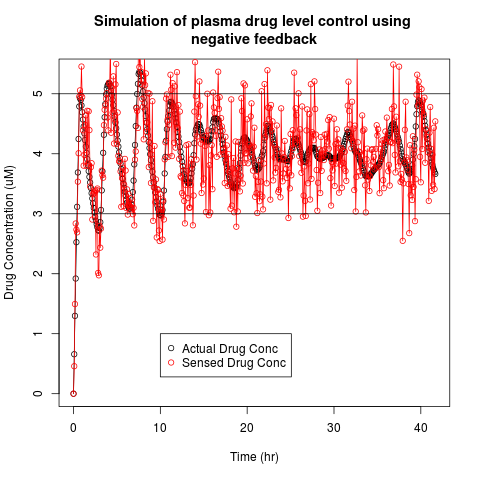 Simulation of plasma drug level control using
negative feedback
Drug Concentration (uM)
5
4
3
2
1
0
Actual Drug Conc
Sensed Drug Conc
0 10 20 30 40
Time (hr)